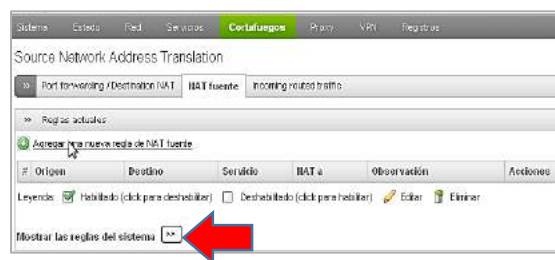 Sistema Estado Red Servicios Cortafuegos Proxy VPN Registros
Source Network Address Translation
>> Port forwarding / Destination NAT NAT fuente Incoming routed traffic
>> Reglas actuales
Agregar una nueva regla de NAT fuente
# Origen Destino Servicio NAT a Observación Acciones
Leyenda: Habilitado (click para deshabilitar) Deshabilitado (click para habilitar) Editar Eliminar
Mostrar las reglas del sistema >>